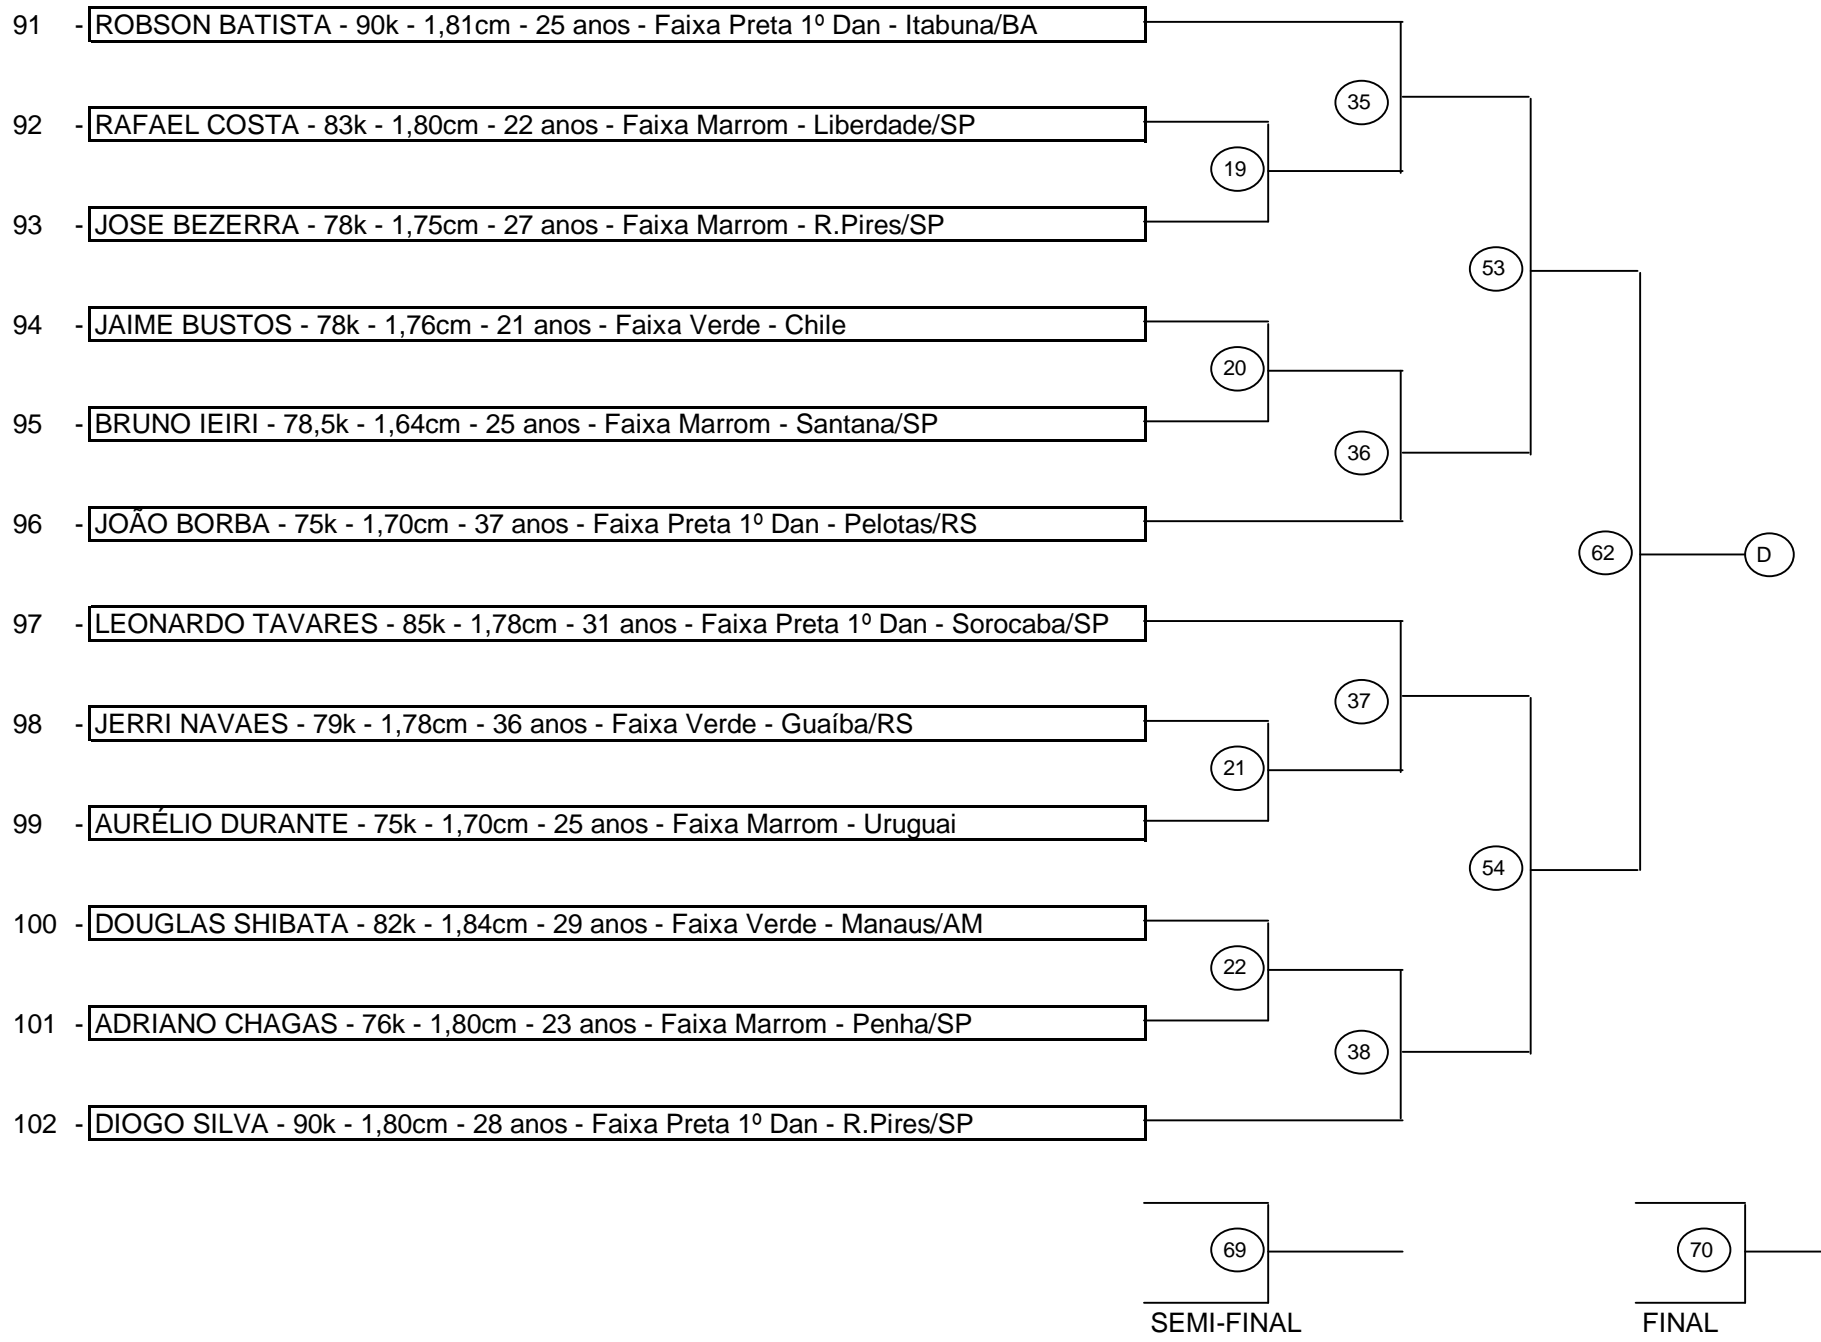 91 - ROBSON BATISTA - 90k - 1,81cm - 25 anos - Faixa Preta 1º Dan - Itabuna/BA
35
92 - RAFAEL COSTA - 83k - 1,80cm - 22 anos - Faixa Marrom - Liberdade/SP
19
93 - JOSE BEZERRA - 78k - 1,75cm - 27 anos - Faixa Marrom - R.Pires/SP
53
94 - JAIME BUSTOS - 78k - 1,76cm - 21 anos - Faixa Verde - Chile
20
95 - BRUNO IEIRI - 78,5k - 1,64cm - 25 anos - Faixa Marrom - Santana/SP
36
96 - JOÃO BORBA - 75k - 1,70cm - 37 anos - Faixa Preta 1º Dan - Pelotas/RS
62 D
97 - LEONARDO TAVARES - 85k - 1,78cm - 31 anos - Faixa Preta 1º Dan - Sorocaba/SP
37
98 - JERRI NAVAES - 79k - 1,78cm - 36 anos - Faixa Verde - Guaíba/RS
21
99 - AURÉLIO DURANTE - 75k - 1,70cm - 25 anos - Faixa Marrom - Uruguai
54
100 - DOUGLAS SHIBATA - 82k - 1,84cm - 29 anos - Faixa Verde - Manaus/AM
22
101 - ADRIANO CHAGAS - 76k - 1,80cm - 23 anos - Faixa Marrom - Penha/SP
38
102 - DIOGO SILVA - 90k - 1,80cm - 28 anos - Faixa Preta 1º Dan - R.Pires/SP
69 70
SEMI-FINAL FINAL